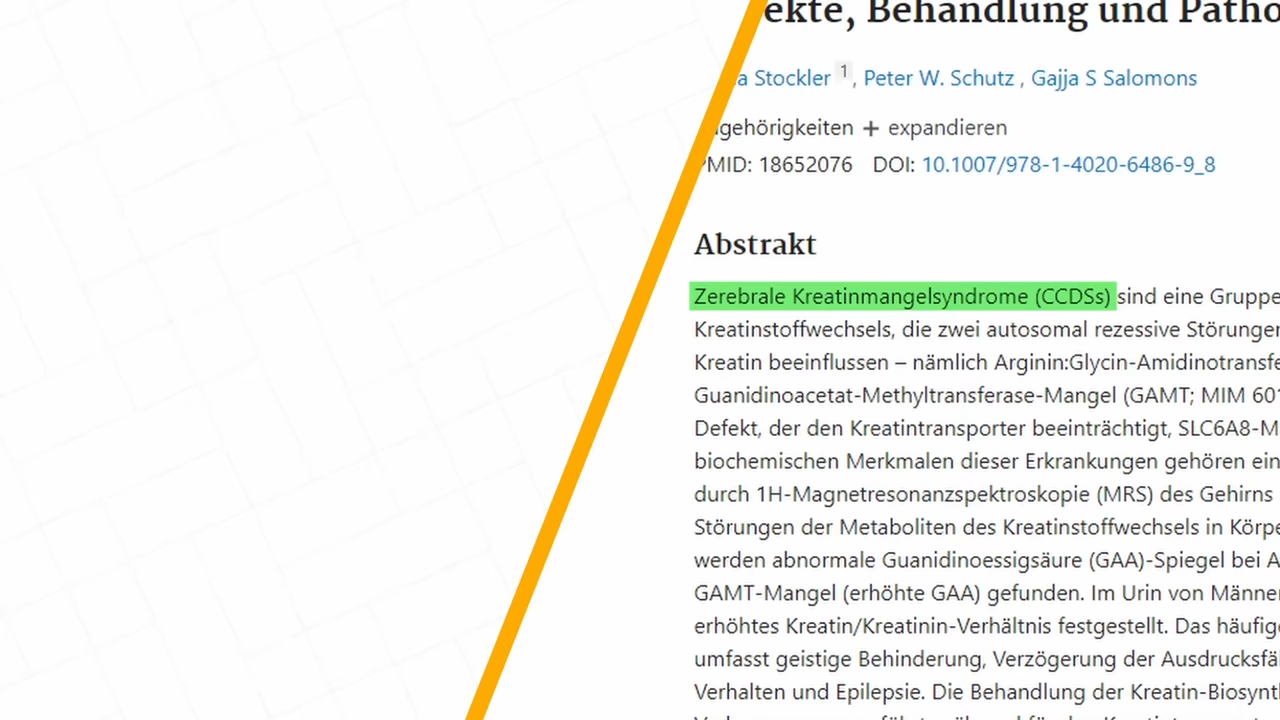 ekte, Behandlung und Patho
a Stockler 1, Peter W. Schutz , Gajja S Salomons
gehörigkeiten + expandieren
PMID: 18652076 DOI: 10.1007/978-1-4020-6486-9_8
Abstrakt
Zerebrale Kreatinmangelsyndrome (CCDSs) sind eine Gruppe
Kreatinstoffwechsels, die zwei autosomal rezessive Störungen
Kreatin beeinflussen – nämlich Arginin:Glycin-Amidinotransfe
Guanidinoacetat-Methyltransferase-Mangel (GAMT; MIM 601
Defekt, der den Kreatintransporter beeinträchtigt, SLC6A8-M
biochemischen Merkmalen dieser Erkrankungen gehören ein
durch 1H-Magnetresonanzspektroskopie (MRS) des Gehirns
Störungen der Metaboliten des Kreatinstoffwechsels in Körpe
werden abnormale Guanidinoessigsäure (GAA)-Spiegel bei A
GAMT-Mangel (erhöhte GAA) gefunden. Im Urin von Männer
erhöhtes Kreatin/Kreatinin-Verhältnis festgestellt. Das häufig
umfasst geistige Behinderung, Verzögerung der Ausdrucksfä
Verhalten und Epilepsie. Die Behandlung der Kreatin-Biosynth